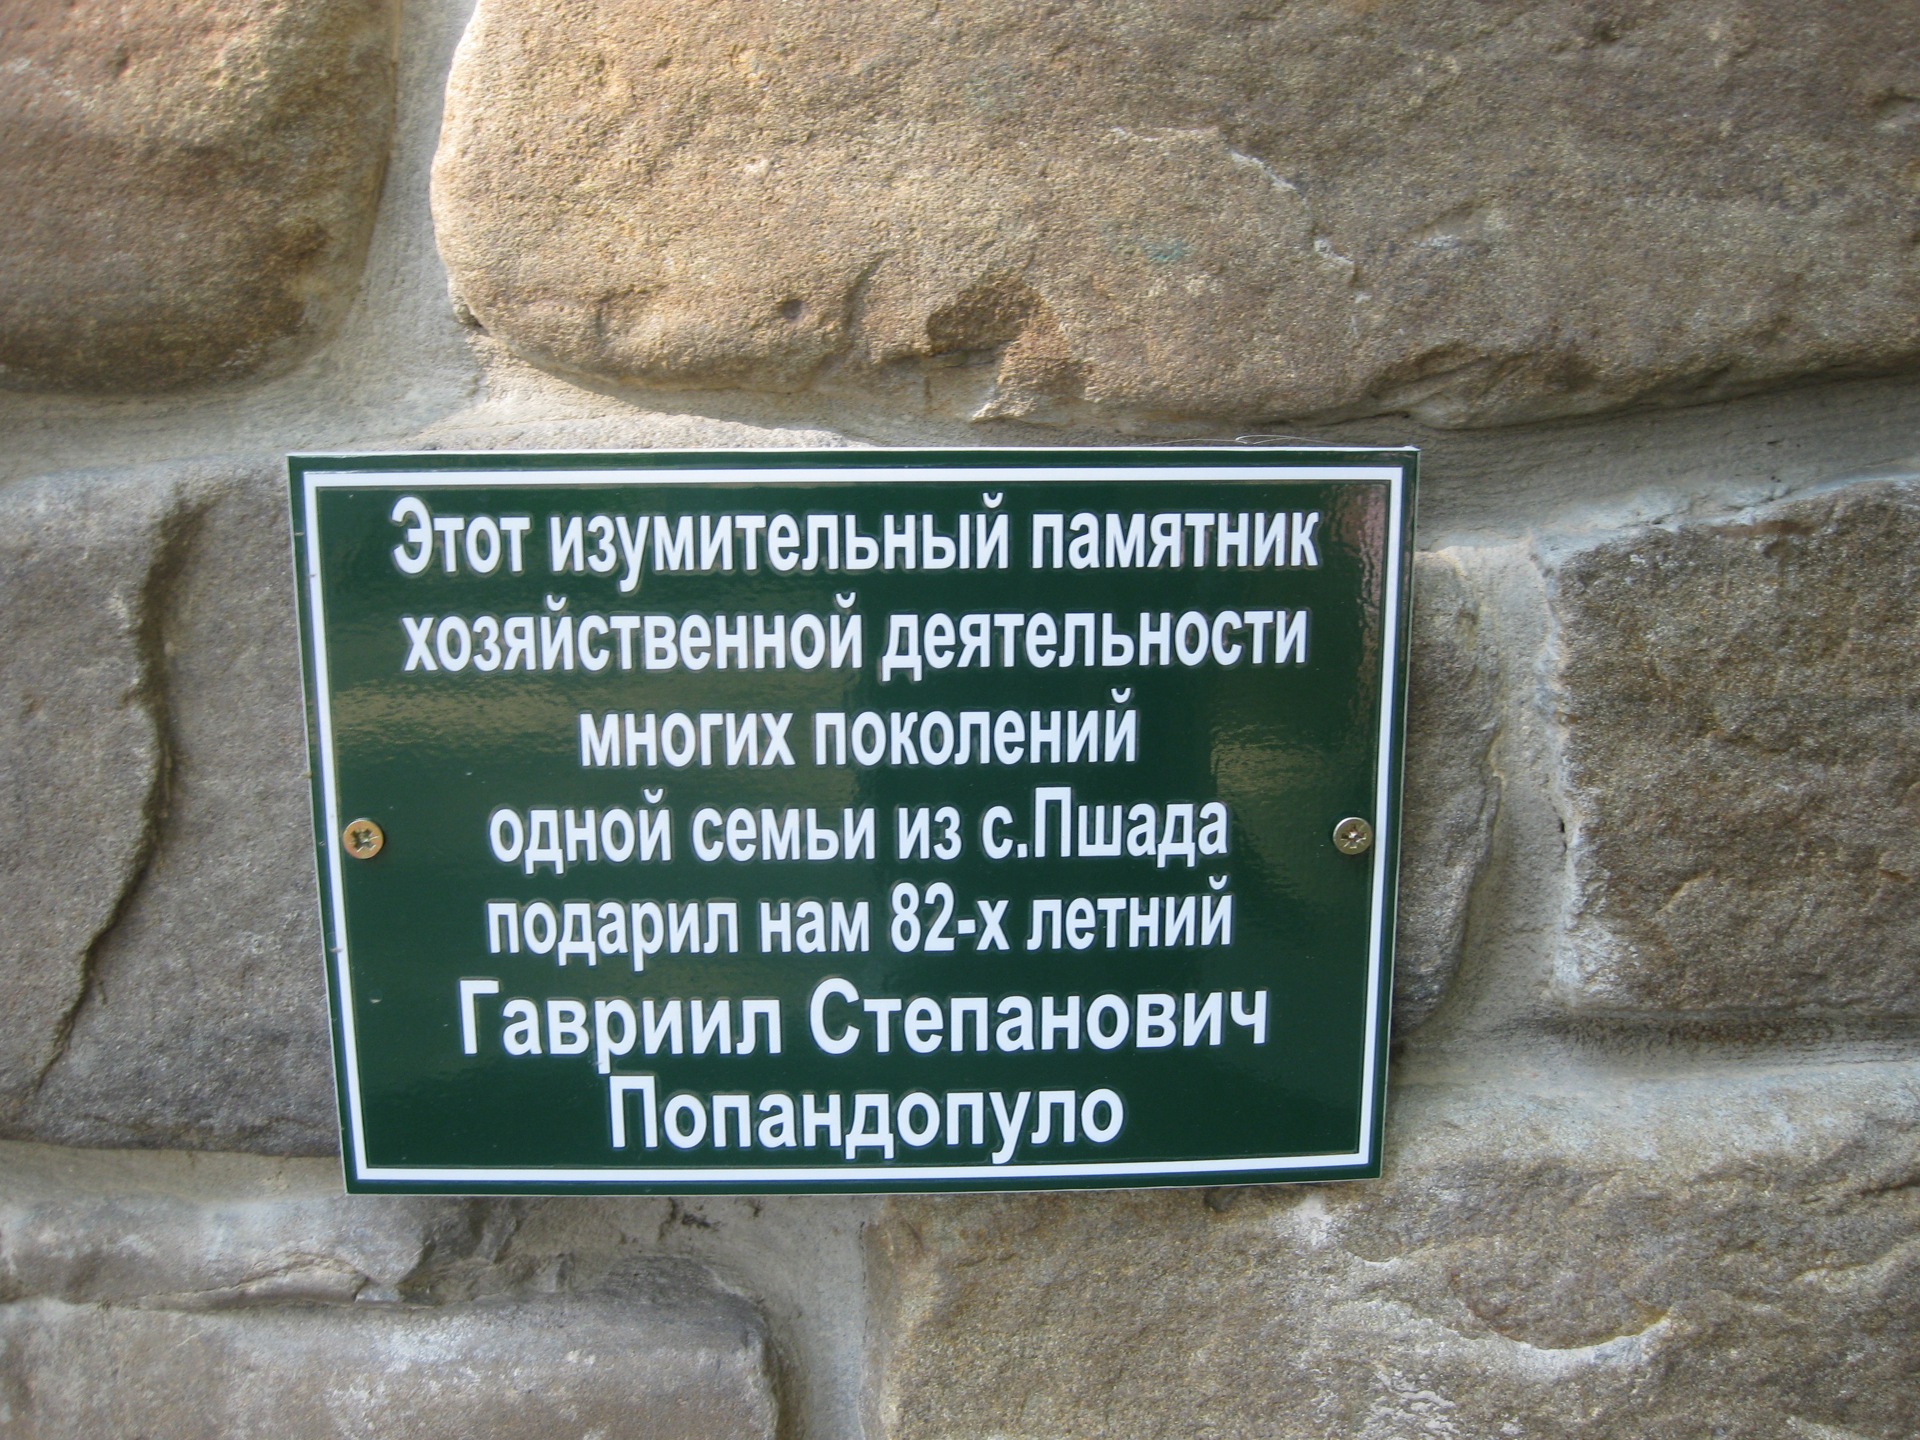 Этот изумительный памятник
хозяйственной деятельности
многих поколений
одной семьи из с.Пшада
подарил нам 82-х летний
Гавриил Степанович
Попандопуло